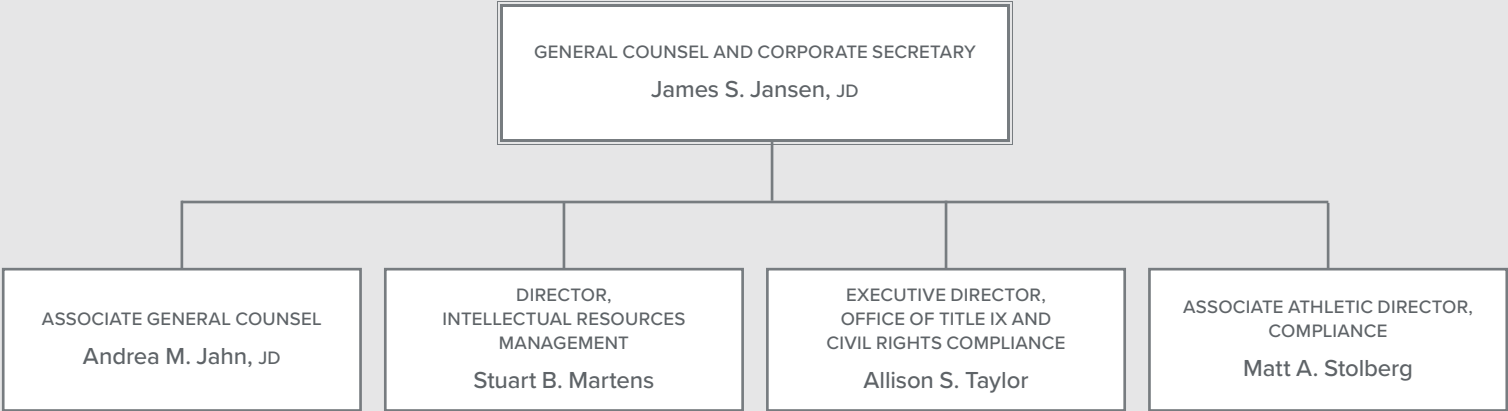 GENERAL COUNSEL AND CORPORATE SECRETARY
James S. Jansen, JD
ASSOCIATE GENERAL COUNSEL
Andrea M. Jahn, JD
DIRECTOR,
INTELLECTUAL RESOURCES
MANAGEMENT
Stuart B. Martens
EXECUTIVE DIRECTOR,
OFFICE OF TITLE IX AND
CIVIL RIGHTS COMPLIANCE
Allison S. Taylor
ASSOCIATE ATHLETIC DIRECTOR,
COMPLIANCE
Matt A. Stolberg